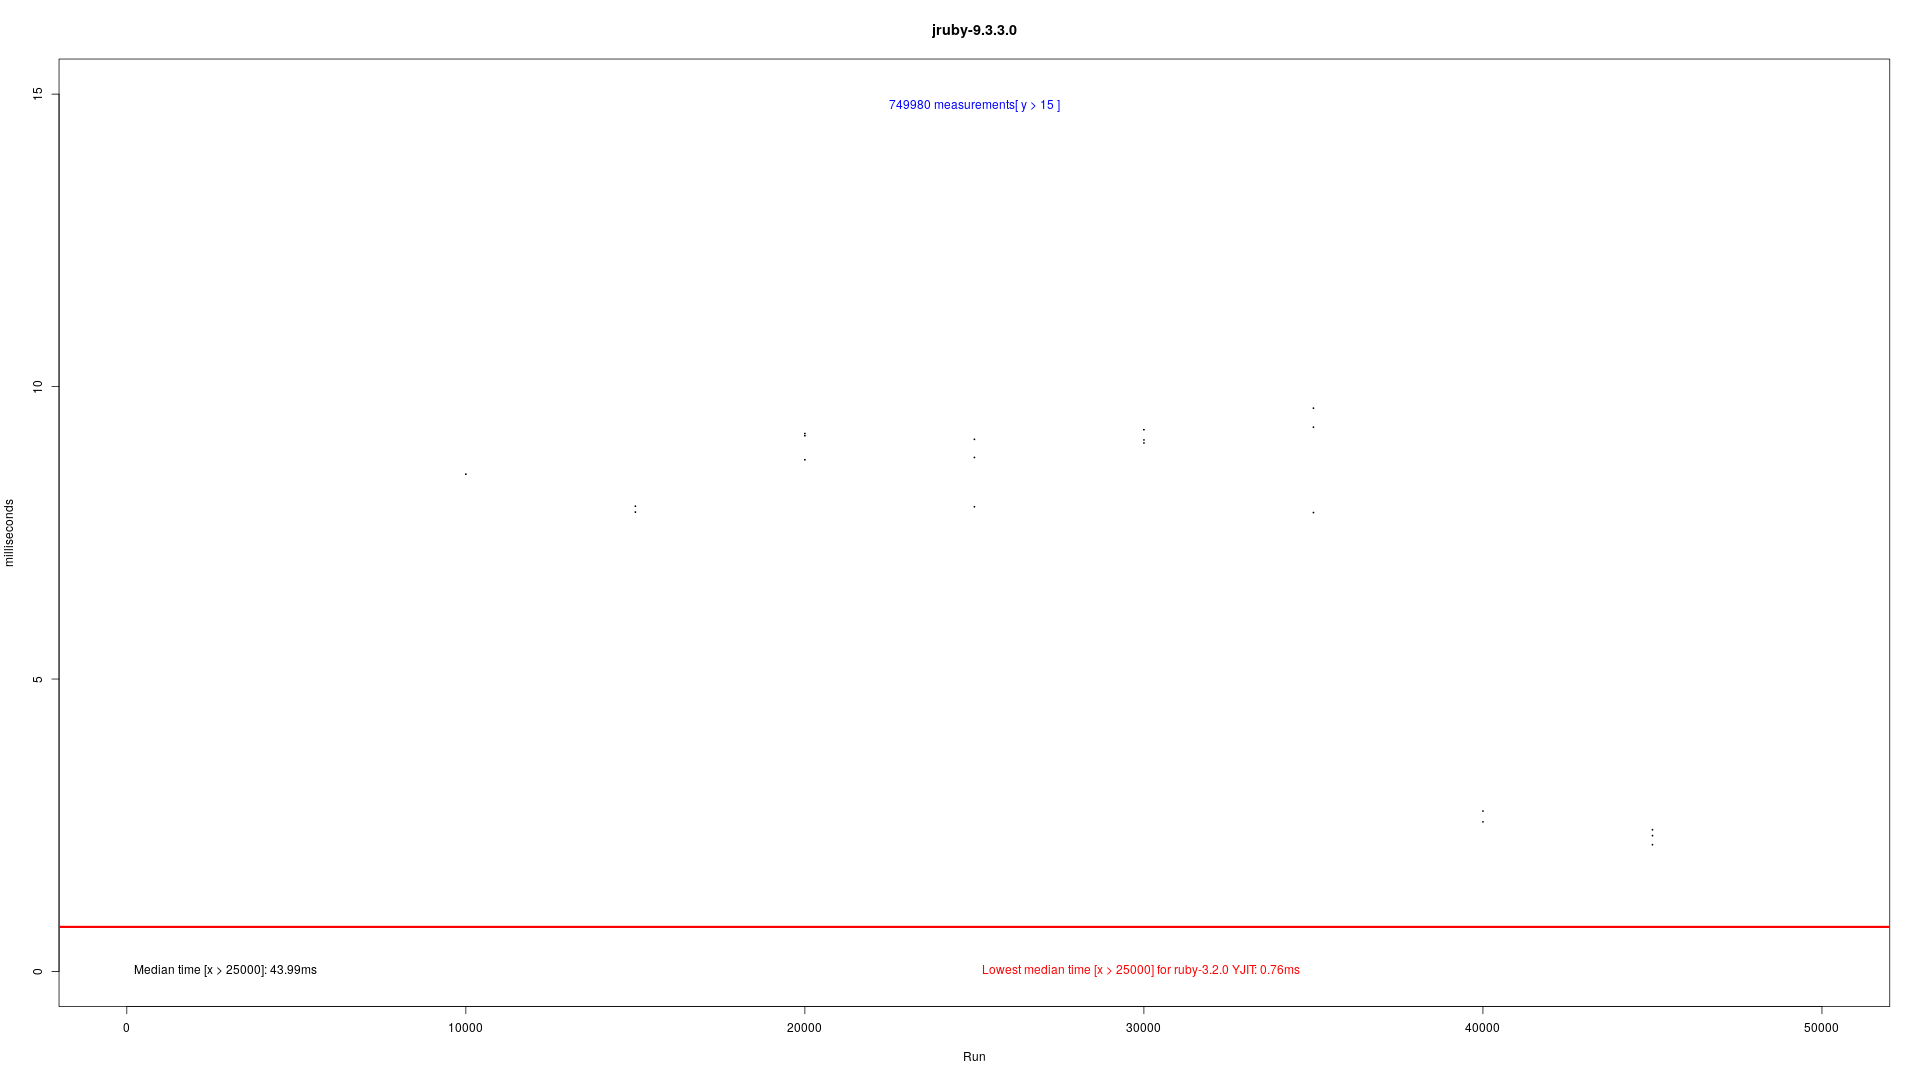 jruby-9.3.3.0
749980 measurements[ y > 15 ]
15
10
milliseconds
5
0
Median time [x > 25000]: 43.99ms
Lowest median time [x > 25000] for ruby-3.2.0 YJIT: 0.76ms
0 10000 20000 30000 40000 50000
Run